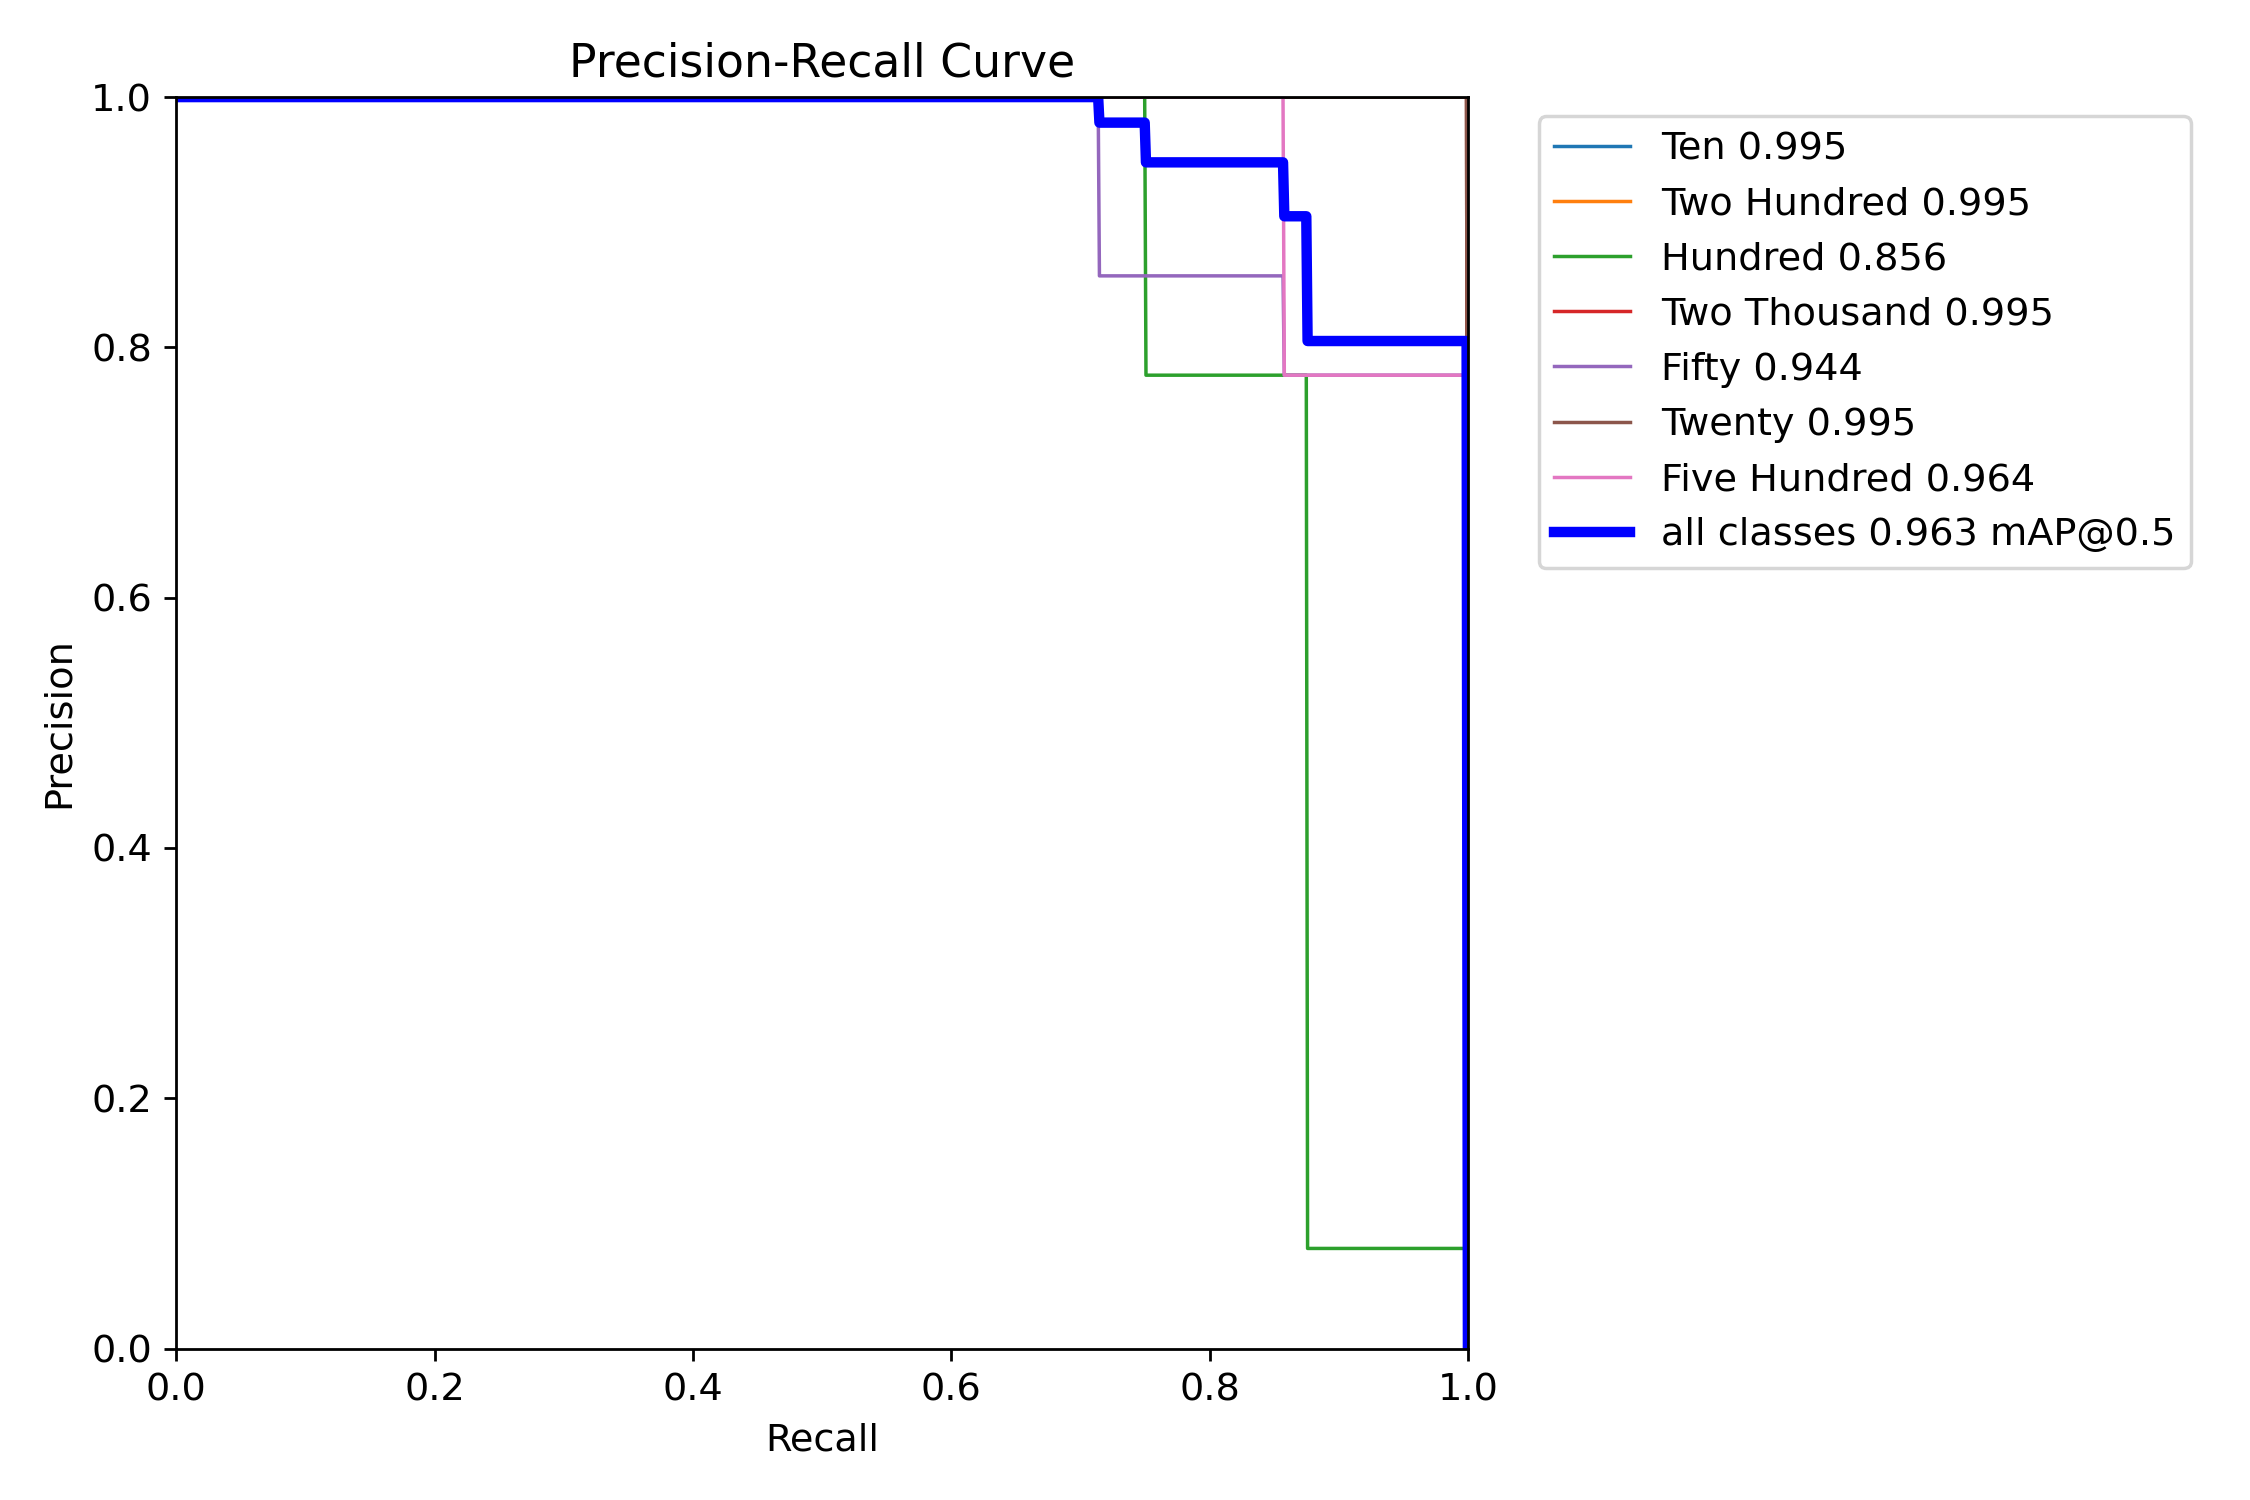 Precision-Recall Curve
1.0
0.8
0.6
0.4
0.2
0.0
Precision
0.0 0.2 0.4 0.6 0.8 1.0
Recall
Ten 0.995
Two Hundred 0.995
Hundred 0.856
Two Thousand 0.995
Fifty 0.944
Twenty 0.995
Five Hundred 0.964
all classes 0.963 mAP@0.5